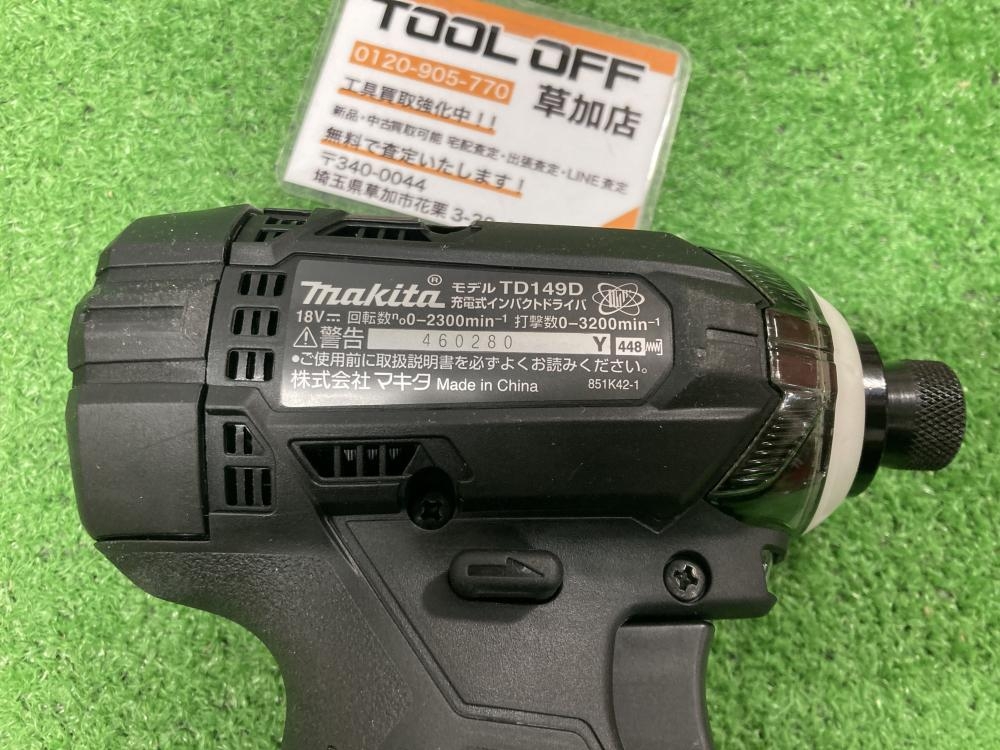 TOOL OFF
0120-905-770
草加店
工具買取強化中!!
新品・中古買取可能 宅配査定・出張査定・LINE査定
無料で査定いたします!
〒340-0044
埼玉県草加市花栗 3-
makita® モデル TD149D
充電式インパクトドライバ
18V⎓ 回転数n₀0-2300min⁻¹ 打撃数0-3200min⁻¹
⚠警告 460280 Y 448
●ご使用前に取扱説明書を必ずよくお読みください。
株式会社 マキタ Made in China 851K42-1